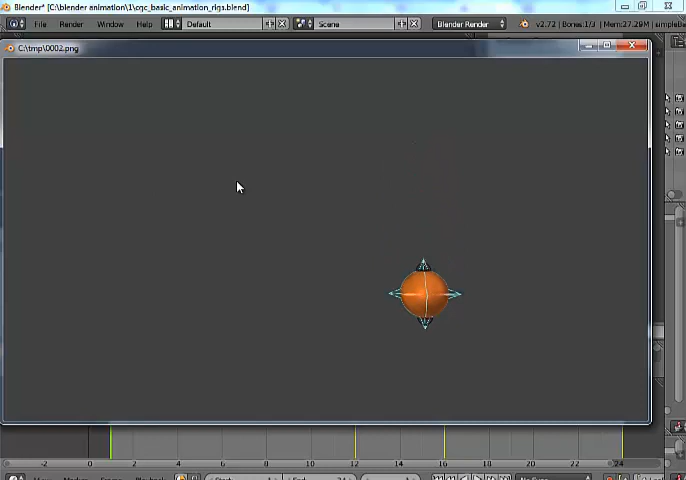 Blender* [C:\blender animation\1\cgc_basic_animation_rigs.blend]
File Render Window Help Default Scene Blender Render v2.72 | Bones:1/3 | Mem:27.29M | simpleBa
C:\tmp\0002.png
-2 0 2 4 6 8 10 12 14 16 18 20 22 24